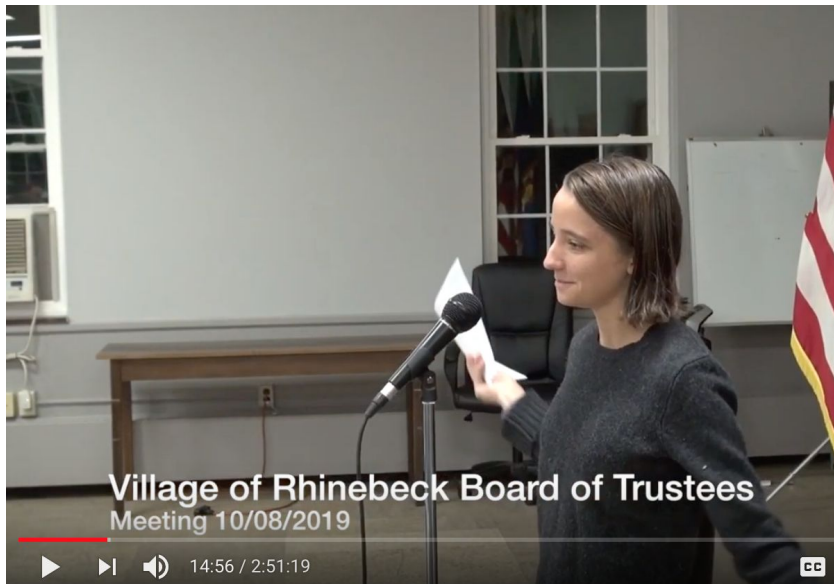 Village of Rhinebeck Board of Trustees
Meeting 10/08/2019
14:56 / 2:51:19
CC